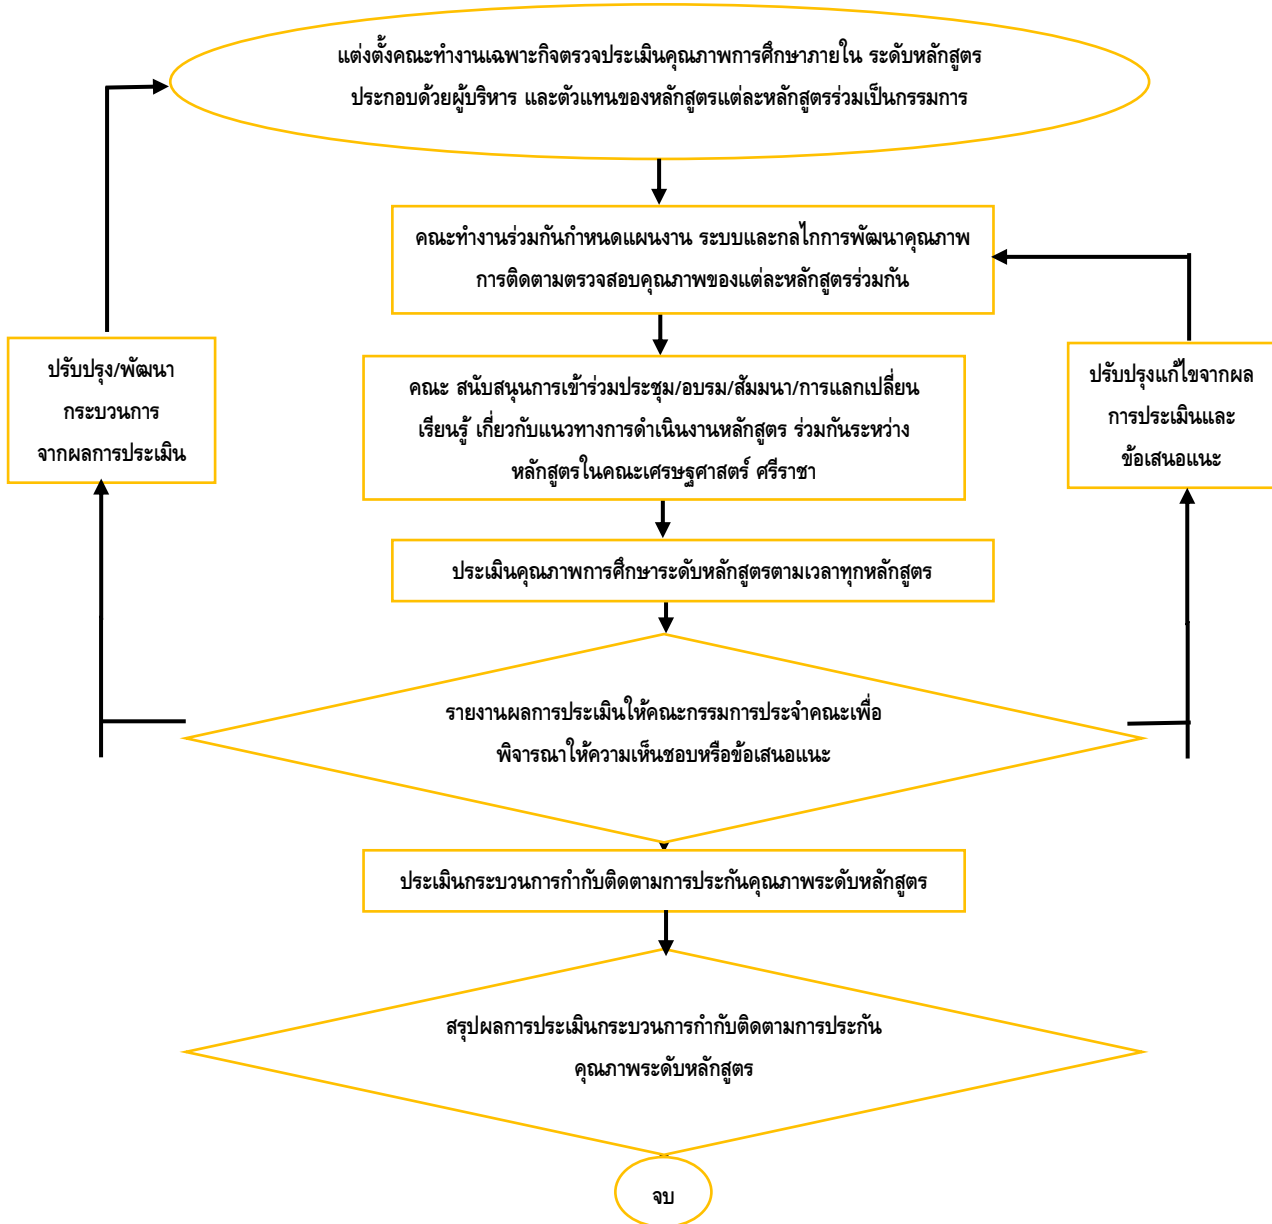 แต่งตั้งคณะทำงานเฉพาะกิจตรวจประเมินคุณภาพการศึกษาภายใน ระดับหลักสูตร
ประกอบด้วยผู้บริหาร และตัวแทนของหลักสูตรแต่ละหลักสูตรร่วมเป็นกรรมการ
คณะทำงานร่วมกันกำหนดแผนงาน ระบบและกลไกการพัฒนาคุณภาพ
การติดตามตรวจสอบคุณภาพของแต่ละหลักสูตรร่วมกัน
ปรับปรุง/พัฒนา
กระบวนการ
จากผลการประเมิน
คณะ สนับสนุนการเข้าร่วมประชุม/อบรม/สัมมนา/การแลกเปลี่ยน
เรียนรู้ เกี่ยวกับแนวทางการดำเนินงานหลักสูตร ร่วมกันระหว่าง
หลักสูตรในคณะเศรษฐศาสตร์ ศรีราชา
ปรับปรุงแก้ไขจากผล
การประเมินและ
ข้อเสนอแนะ
ประเมินคุณภาพการศึกษาระดับหลักสูตรตามเวลาทุกหลักสูตร
รายงานผลการประเมินให้คณะกรรมการประจำคณะเพื่อ
พิจารณาให้ความเห็นชอบหรือข้อเสนอแนะ
ประเมินกระบวนการกำกับติดตามการประกันคุณภาพระดับหลักสูตร
สรุปผลการประเมินกระบวนการกำกับติดตามการประกัน
คุณภาพระดับหลักสูตร
จบ